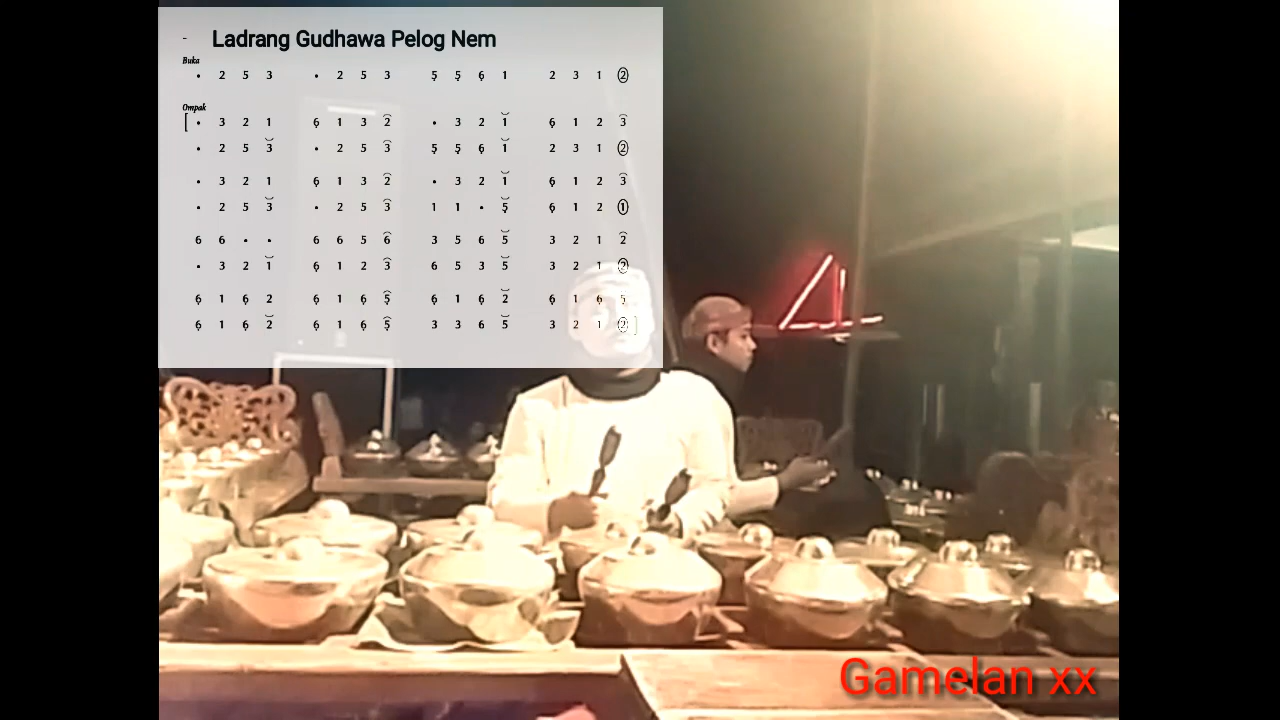 - Ladrang Gudhawa Pelog Nem
Buka
. 2 5 3 . 2 5 3 5̣ 5̣ 6̣ 1 2 3 1 ②
Ompak
[ . 3 2 1 6̣ 1 3 2̂ . 3 2 1̆ 6̣ 1 2 3̂
. 2 5 3̆ . 2 5 3̂ 5̣ 5̣ 6̣ 1̆ 2 3 1 ②
. 3 2 1 6̣ 1 3 2̂ . 3 2 1̆ 6̣ 1 2 3̂
. 2 5 3̆ . 2 5 3̂ 1 1 . 5̣̆ 6̣ 1 2 ①
6 6 . . 6 6 5 6̂ 3 5 6 5̆ 3 2 1 2̂
. 3 2 1̆ 6̣ 1 2 3̂ 6 5 3 5̆ 3 2 1 ②
6̣ 1 6̣ 2 6̣ 1 6̣ 5̣̂ 6̣ 1 6̣ 2̆ 6̣ 1 6̣ 5̣
6̣ 1 6̣ 2̆ 6̣ 1 6̣ 5̣̂ 3 3 6 5̆ 3 2 1 ② ]
Gamelan xx